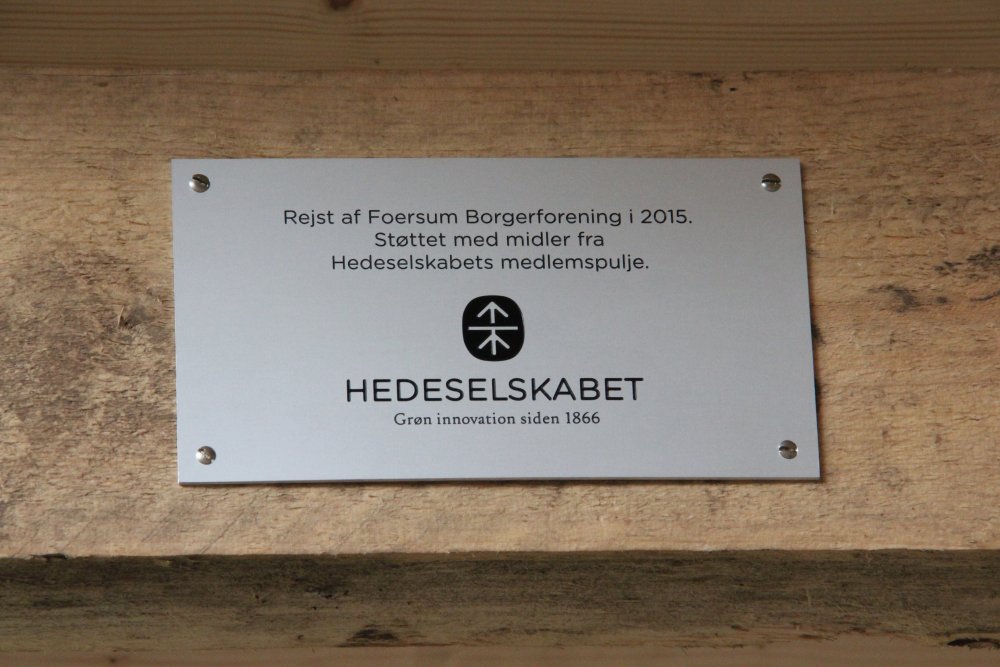 Rejst af Foersum Borgerforening i 2015.
Støttet med midler fra
Hedeselskabets medlemspulje.
HEDESELSKABET
Grøn innovation siden 1866